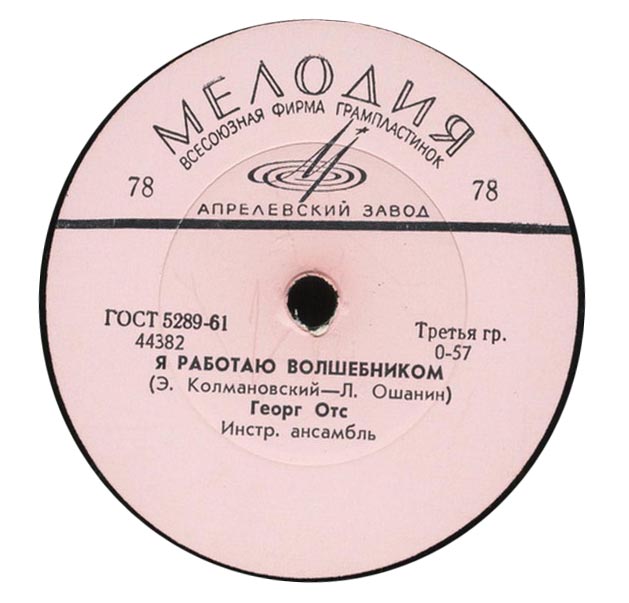 МЕЛОДИЯ
ВСЕСОЮЗНАЯ ФИРМА ГРАМПЛАСТИНОК
78
78
АПРЕЛЕВСКИЙ ЗАВОД
ГОСТ 5289-61
44382
Третья гр.
0-57
Я РАБОТАЮ ВОЛШЕБНИКОМ
(Э. Колмановский—Л. Ошанин)
Георг Отс
Инстр. ансамбль